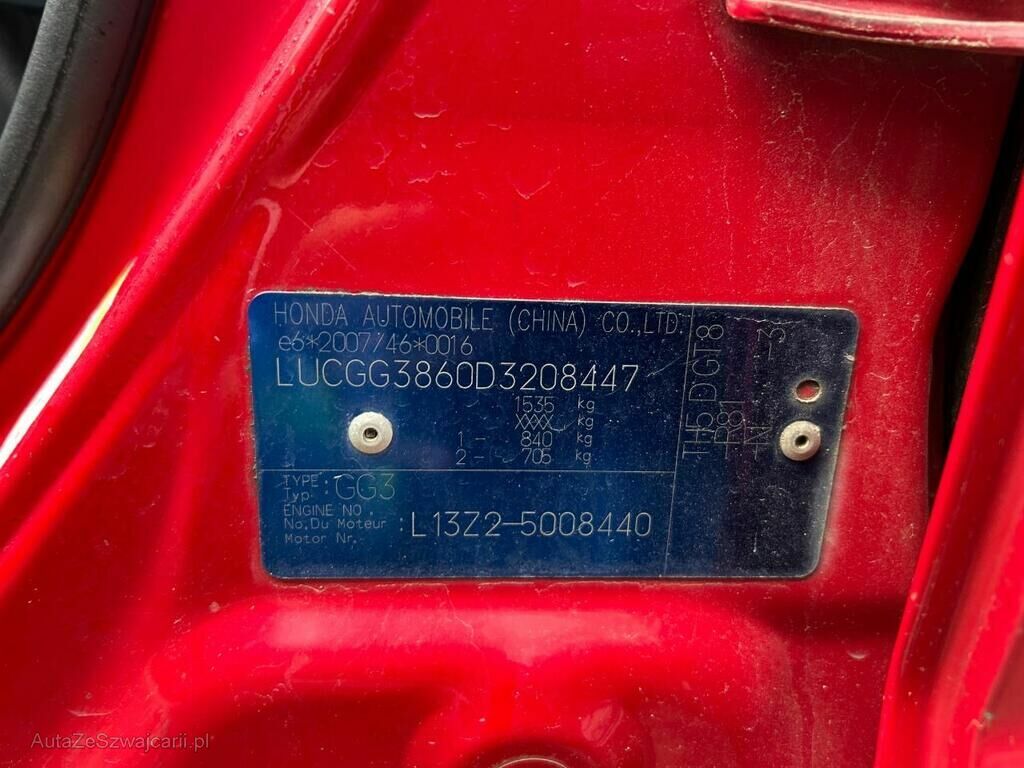 HONDA AUTOMOBILE (CHINA) CO.,LTD.
e6*2007/46*0016
LUCGG3860D3208447
1535 kg
XXXX kg
1- 840 kg
2- 705 kg
TYPE :
Typ : GG3
ENGINE NO.
No.Du Moteur : L13Z2-5008440
Motor Nr.
TH5 D GT8
R81
3
AutaZeSzwajcarii.pl